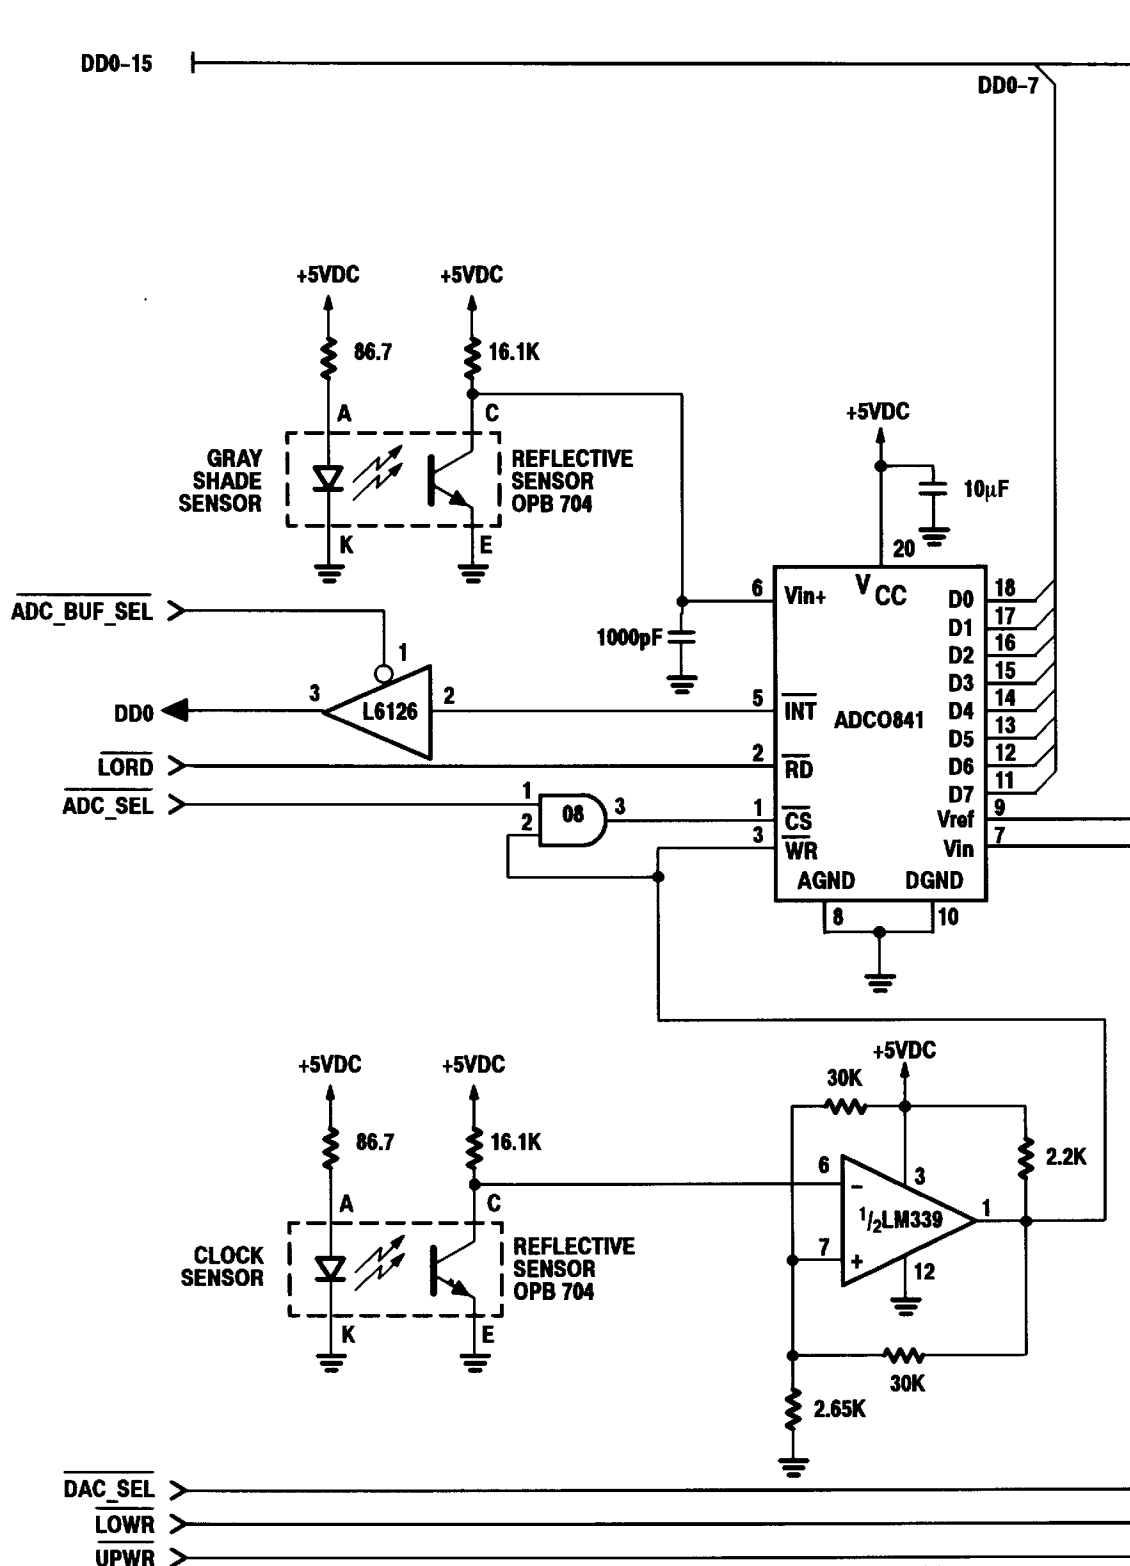 DD0-15
DD0-7
+5VDC
+5VDC
86.7
16.1K
A
C
+5VDC
GRAY
SHADE
SENSOR
REFLECTIVE
SENSOR
OPB 704
10µF
K
E
20
ADC_BUF_SEL
6
Vin+
VCC
D0
18
1000pF
D1
17
1
D2
16
D3
15
3
L6126
2
DD0
5
INT
ADCO841
D4
14
D5
13
LORD
2
RD
D6
12
D7
11
ADC_SEL
1
2
08
3
1
CS
Vref
9
3
WR
Vin
7
AGND
DGND
8
10
+5VDC
+5VDC
+5VDC
30K
86.7
16.1K
2.2K
A
C
6
–
3
1/2LM339
1
CLOCK
SENSOR
REFLECTIVE
SENSOR
OPB 704
7
+
12
K
E
30K
2.65K
DAC_SEL
LOWR
UPWR